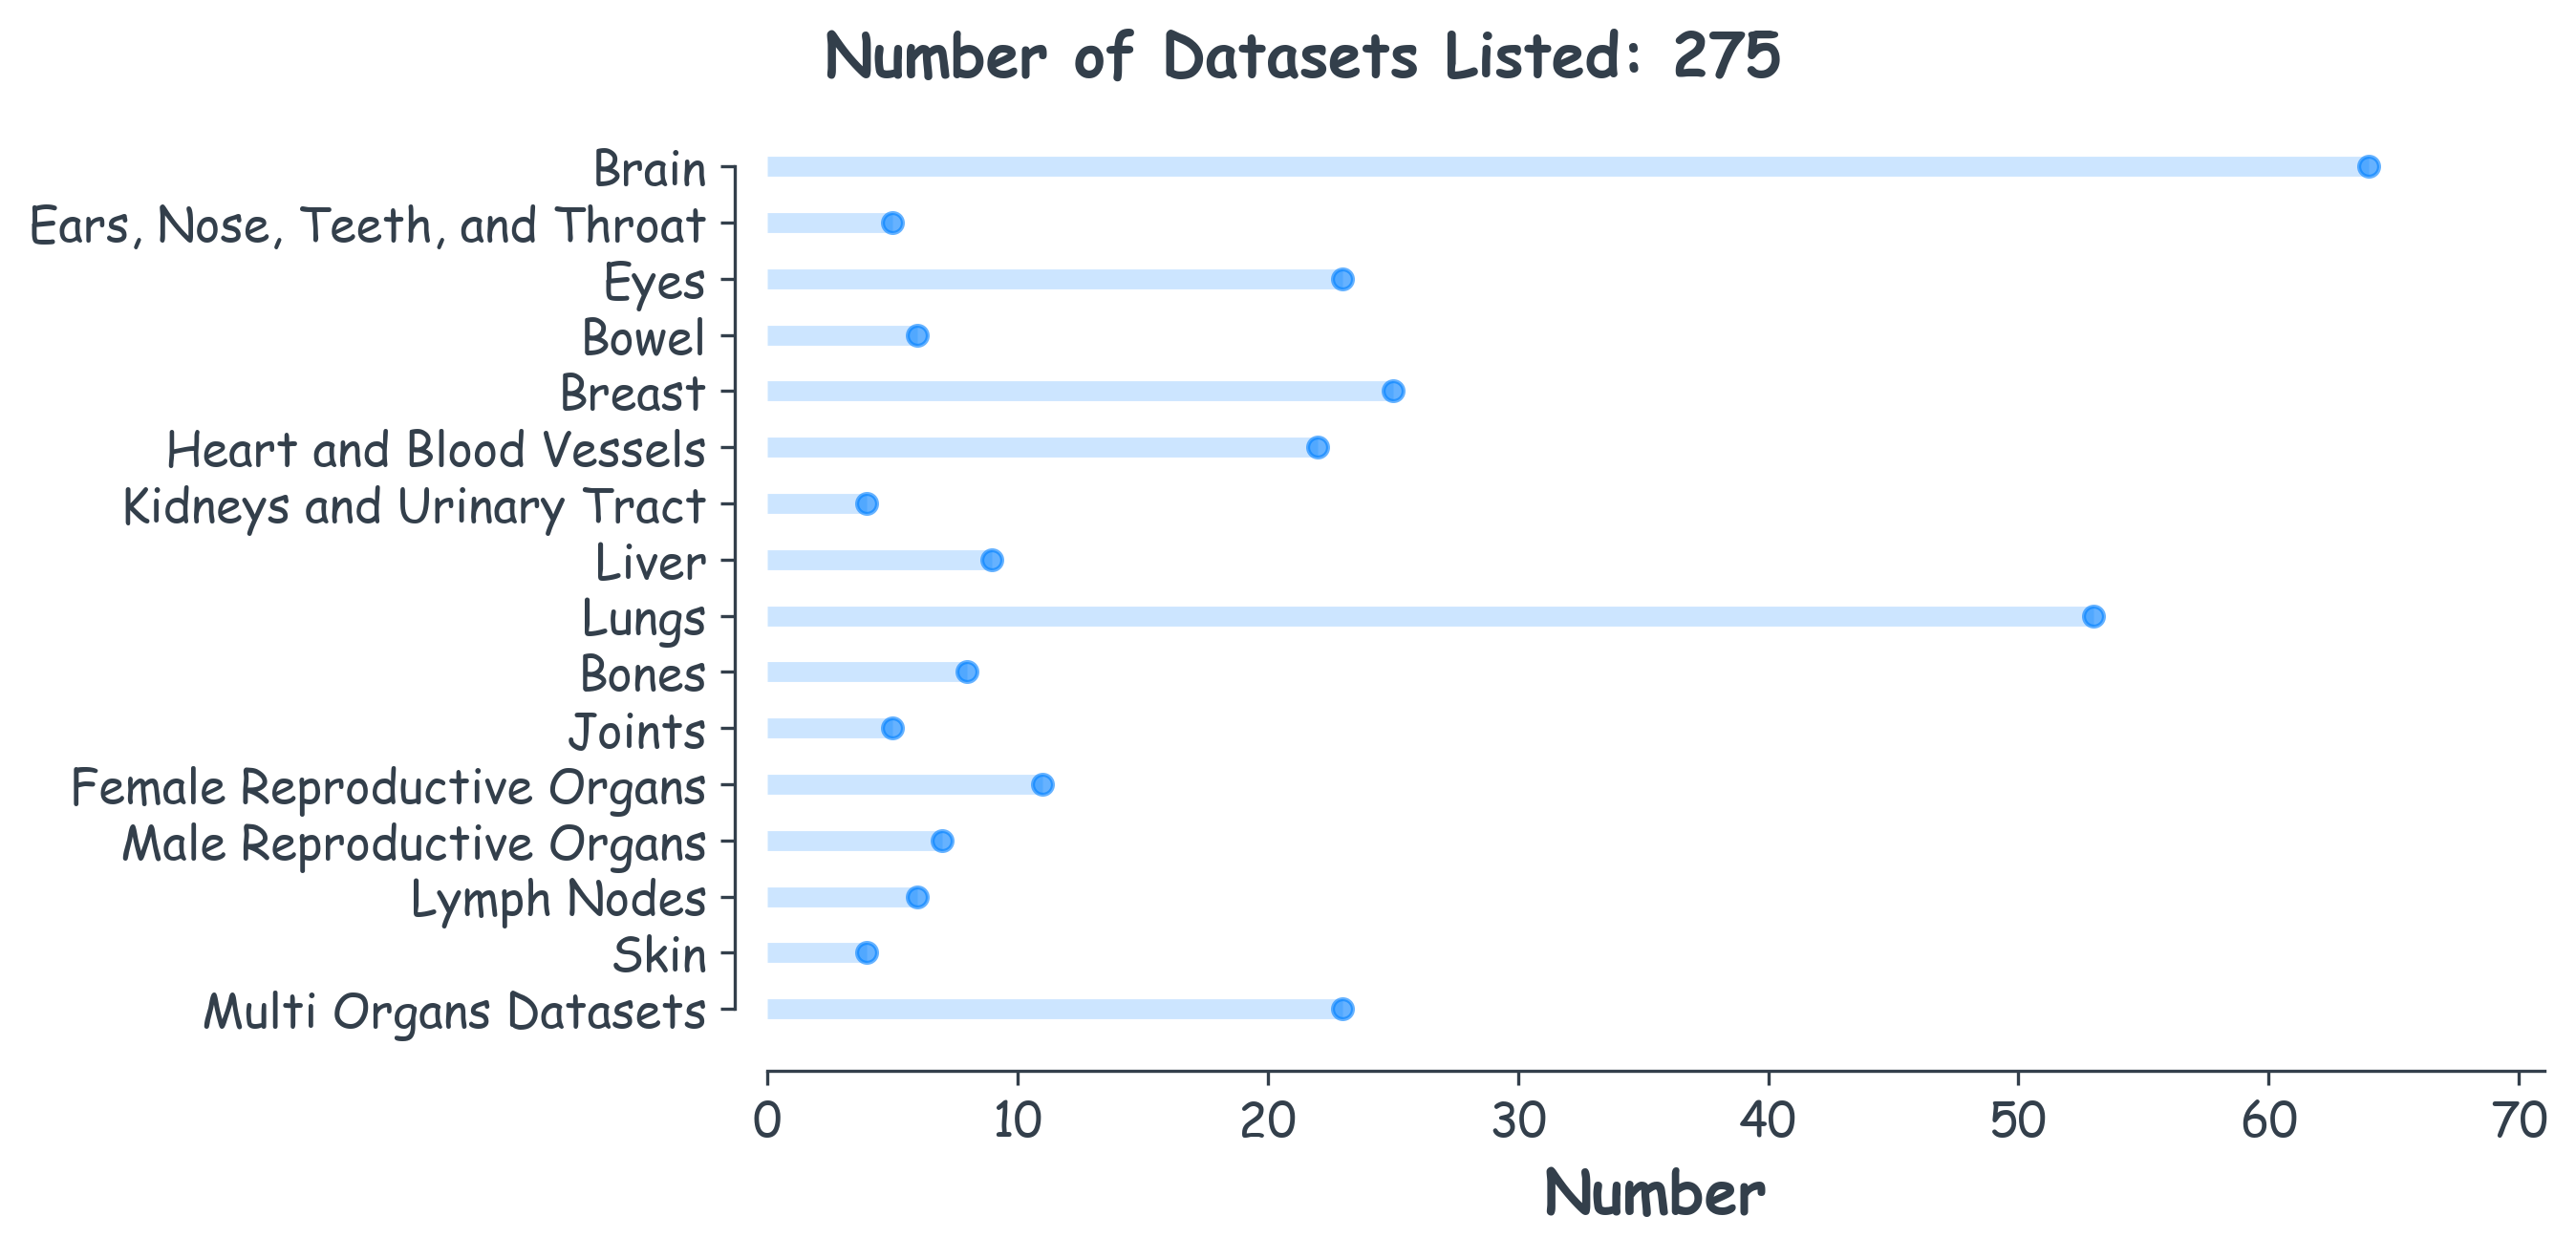 Number of Datasets Listed: 275
Brain
Ears, Nose, Teeth, and Throat
Eyes
Bowel
Breast
Heart and Blood Vessels
Kidneys and Urinary Tract
Liver
Lungs
Bones
Joints
Female Reproductive Organs
Male Reproductive Organs
Lymph Nodes
Skin
Multi Organs Datasets
0 10 20 30 40 50 60 70
Number